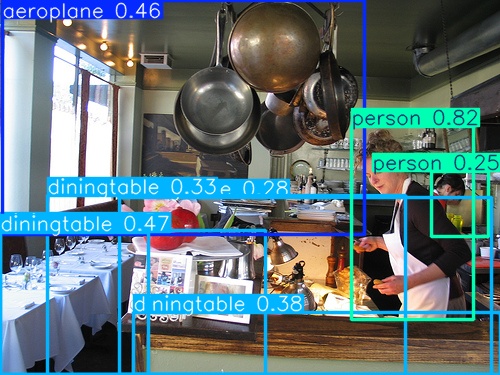 aeroplane 0.46
person 0.82
person 0.25
diningtable 0.33
e 0.28
diningtable 0.47
d ningtable 0.38